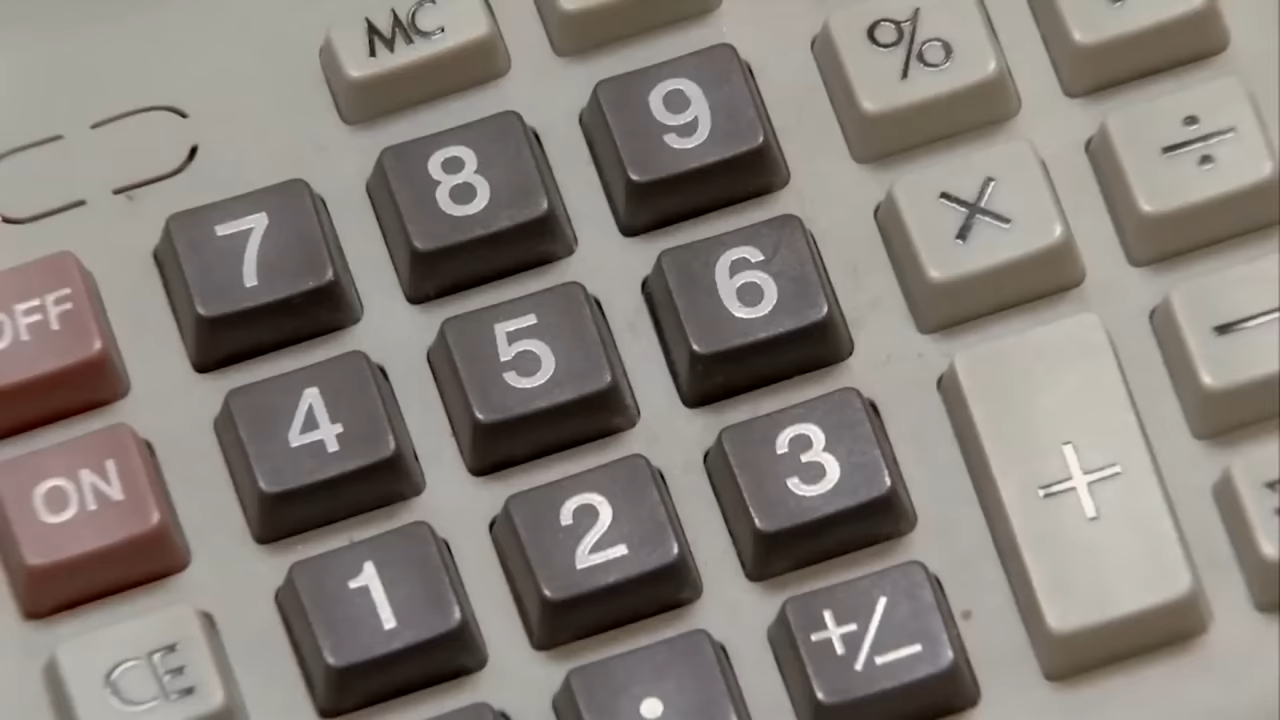 MC %
7 8 9 × ÷
OFF 4 5 6 −
ON 1 2 3 +
CE . +/−